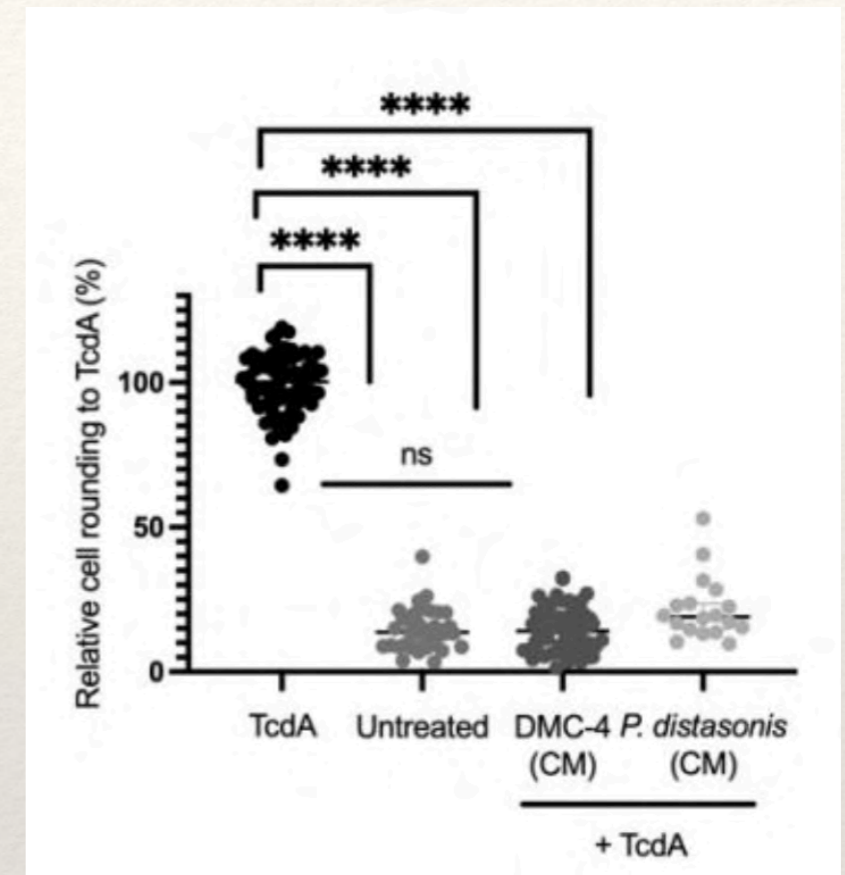 ****
****
****
Relative cell rounding to TcdA (%)
100
ns
50
0
TcdA Untreated DMC-4 P. distasonis
(CM) (CM)
+ TcdA